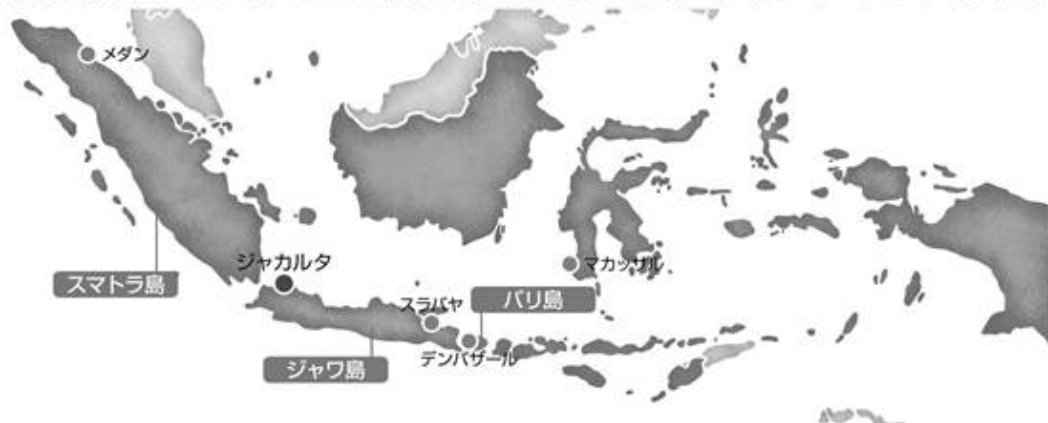 メダン
スマトラ島
ジャカルタ
マカッサル
スラバヤ
バリ島
デンパサール
ジャワ島